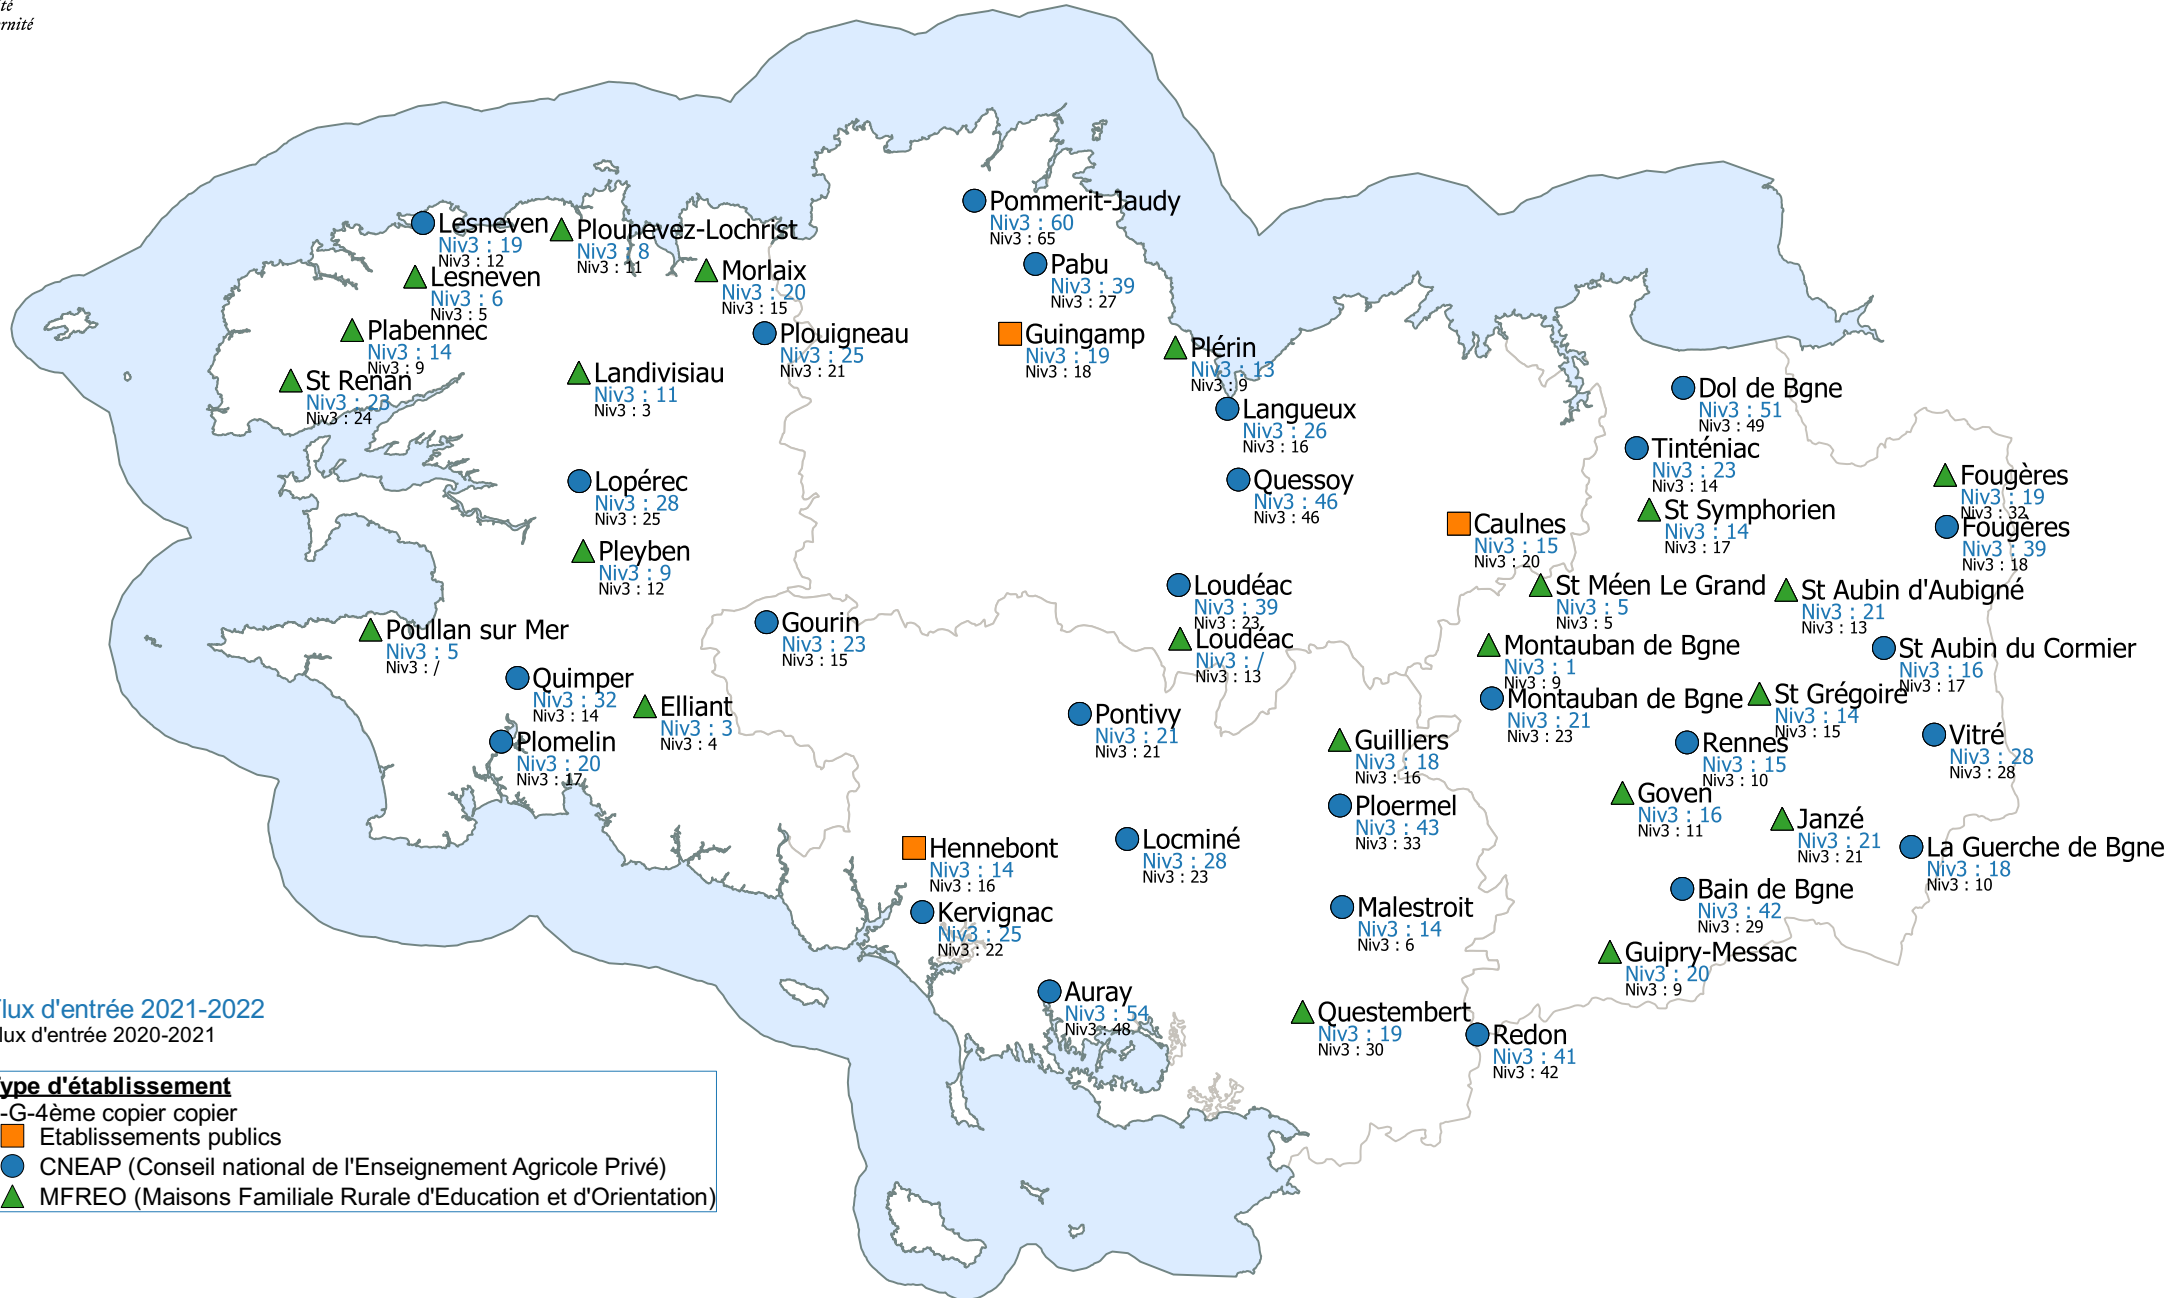 té
rnité
Pommerit-Jaudy
Niv3 : 60
Niv3 : 65
Lesneven
Niv3 : 19
Niv3 : 12
Plounevez-Lochrist
Niv3 : 8
Niv3 : 11
Pabu
Niv3 : 39
Niv3 : 27
Morlaix
Niv3 : 20
Niv3 : 15
Lesneven
Niv3 : 6
Niv3 : 5
Plabennec
Niv3 : 14
Niv3 : 9
Plouigneau
Niv3 : 25
Niv3 : 21
Guingamp
Niv3 : 19
Niv3 : 18
Plérin
Niv3 : 13
Niv3 : 9
St Renan
Niv3 : 23
Niv3 : 24
Landivisiau
Niv3 : 11
Niv3 : 3
Dol de Bgne
Niv3 : 51
Niv3 : 49
Langueux
Niv3 : 26
Niv3 : 16
Tinténiac
Niv3 : 23
Niv3 : 14
Fougères
Niv3 : 19
Niv3 : 32
Lopérec
Niv3 : 28
Niv3 : 25
Quessoy
Niv3 : 46
Niv3 : 46
St Symphorien
Niv3 : 14
Niv3 : 17
Caulnes
Niv3 : 15
Niv3 : 20
Fougères
Niv3 : 39
Niv3 : 18
Pleyben
Niv3 : 9
Niv3 : 12
Loudéac
Niv3 : 39
Niv3 : 23
St Méen Le Grand
Niv3 : 5
Niv3 : 5
St Aubin d'Aubigné
Niv3 : 21
Niv3 : 13
Gourin
Niv3 : 23
Niv3 : 15
Poullan sur Mer
Niv3 : 5
Niv3 : /
Loudéac
Niv3 : /
Niv3 : 13
Montauban de Bgne
Niv3 : 1
Niv3 : 9
St Aubin du Cormier
Niv3 : 16
Niv3 : 17
Quimper
Niv3 : 32
Niv3 : 14
Montauban de Bgne
Niv3 : 21
Niv3 : 23
St Grégoire
Niv3 : 14
Niv3 : 15
Elliant
Niv3 : 3
Niv3 : 4
Pontivy
Niv3 : 21
Niv3 : 21
Vitré
Niv3 : 28
Niv3 : 28
Plomelin
Niv3 : 20
Niv3 : 17
Guilliers
Niv3 : 18
Niv3 : 16
Rennes
Niv3 : 15
Niv3 : 10
Goven
Niv3 : 16
Niv3 : 11
Ploermel
Niv3 : 43
Niv3 : 33
Janzé
Niv3 : 21
Niv3 : 21
Locminé
Niv3 : 28
Niv3 : 23
Hennebont
Niv3 : 14
Niv3 : 16
La Guerche de Bgne
Niv3 : 18
Niv3 : 10
Bain de Bgne
Niv3 : 42
Niv3 : 29
Malestroit
Niv3 : 14
Niv3 : 6
Kervignac
Niv3 : 25
Niv3 : 22
Guipry-Messac
Niv3 : 20
Niv3 : 9
Auray
Niv3 : 54
Niv3 : 48
Questembert
Niv3 : 19
Niv3 : 30
Redon
Niv3 : 41
Niv3 : 42
flux d'entrée 2021-2022
lux d'entrée 2020-2021
Type d'établissement
-G-4ème copier copier
Etablissements publics
CNEAP (Conseil national de l'Enseignement Agricole Privé)
MFREO (Maisons Familiale Rurale d'Education et d'Orientation)